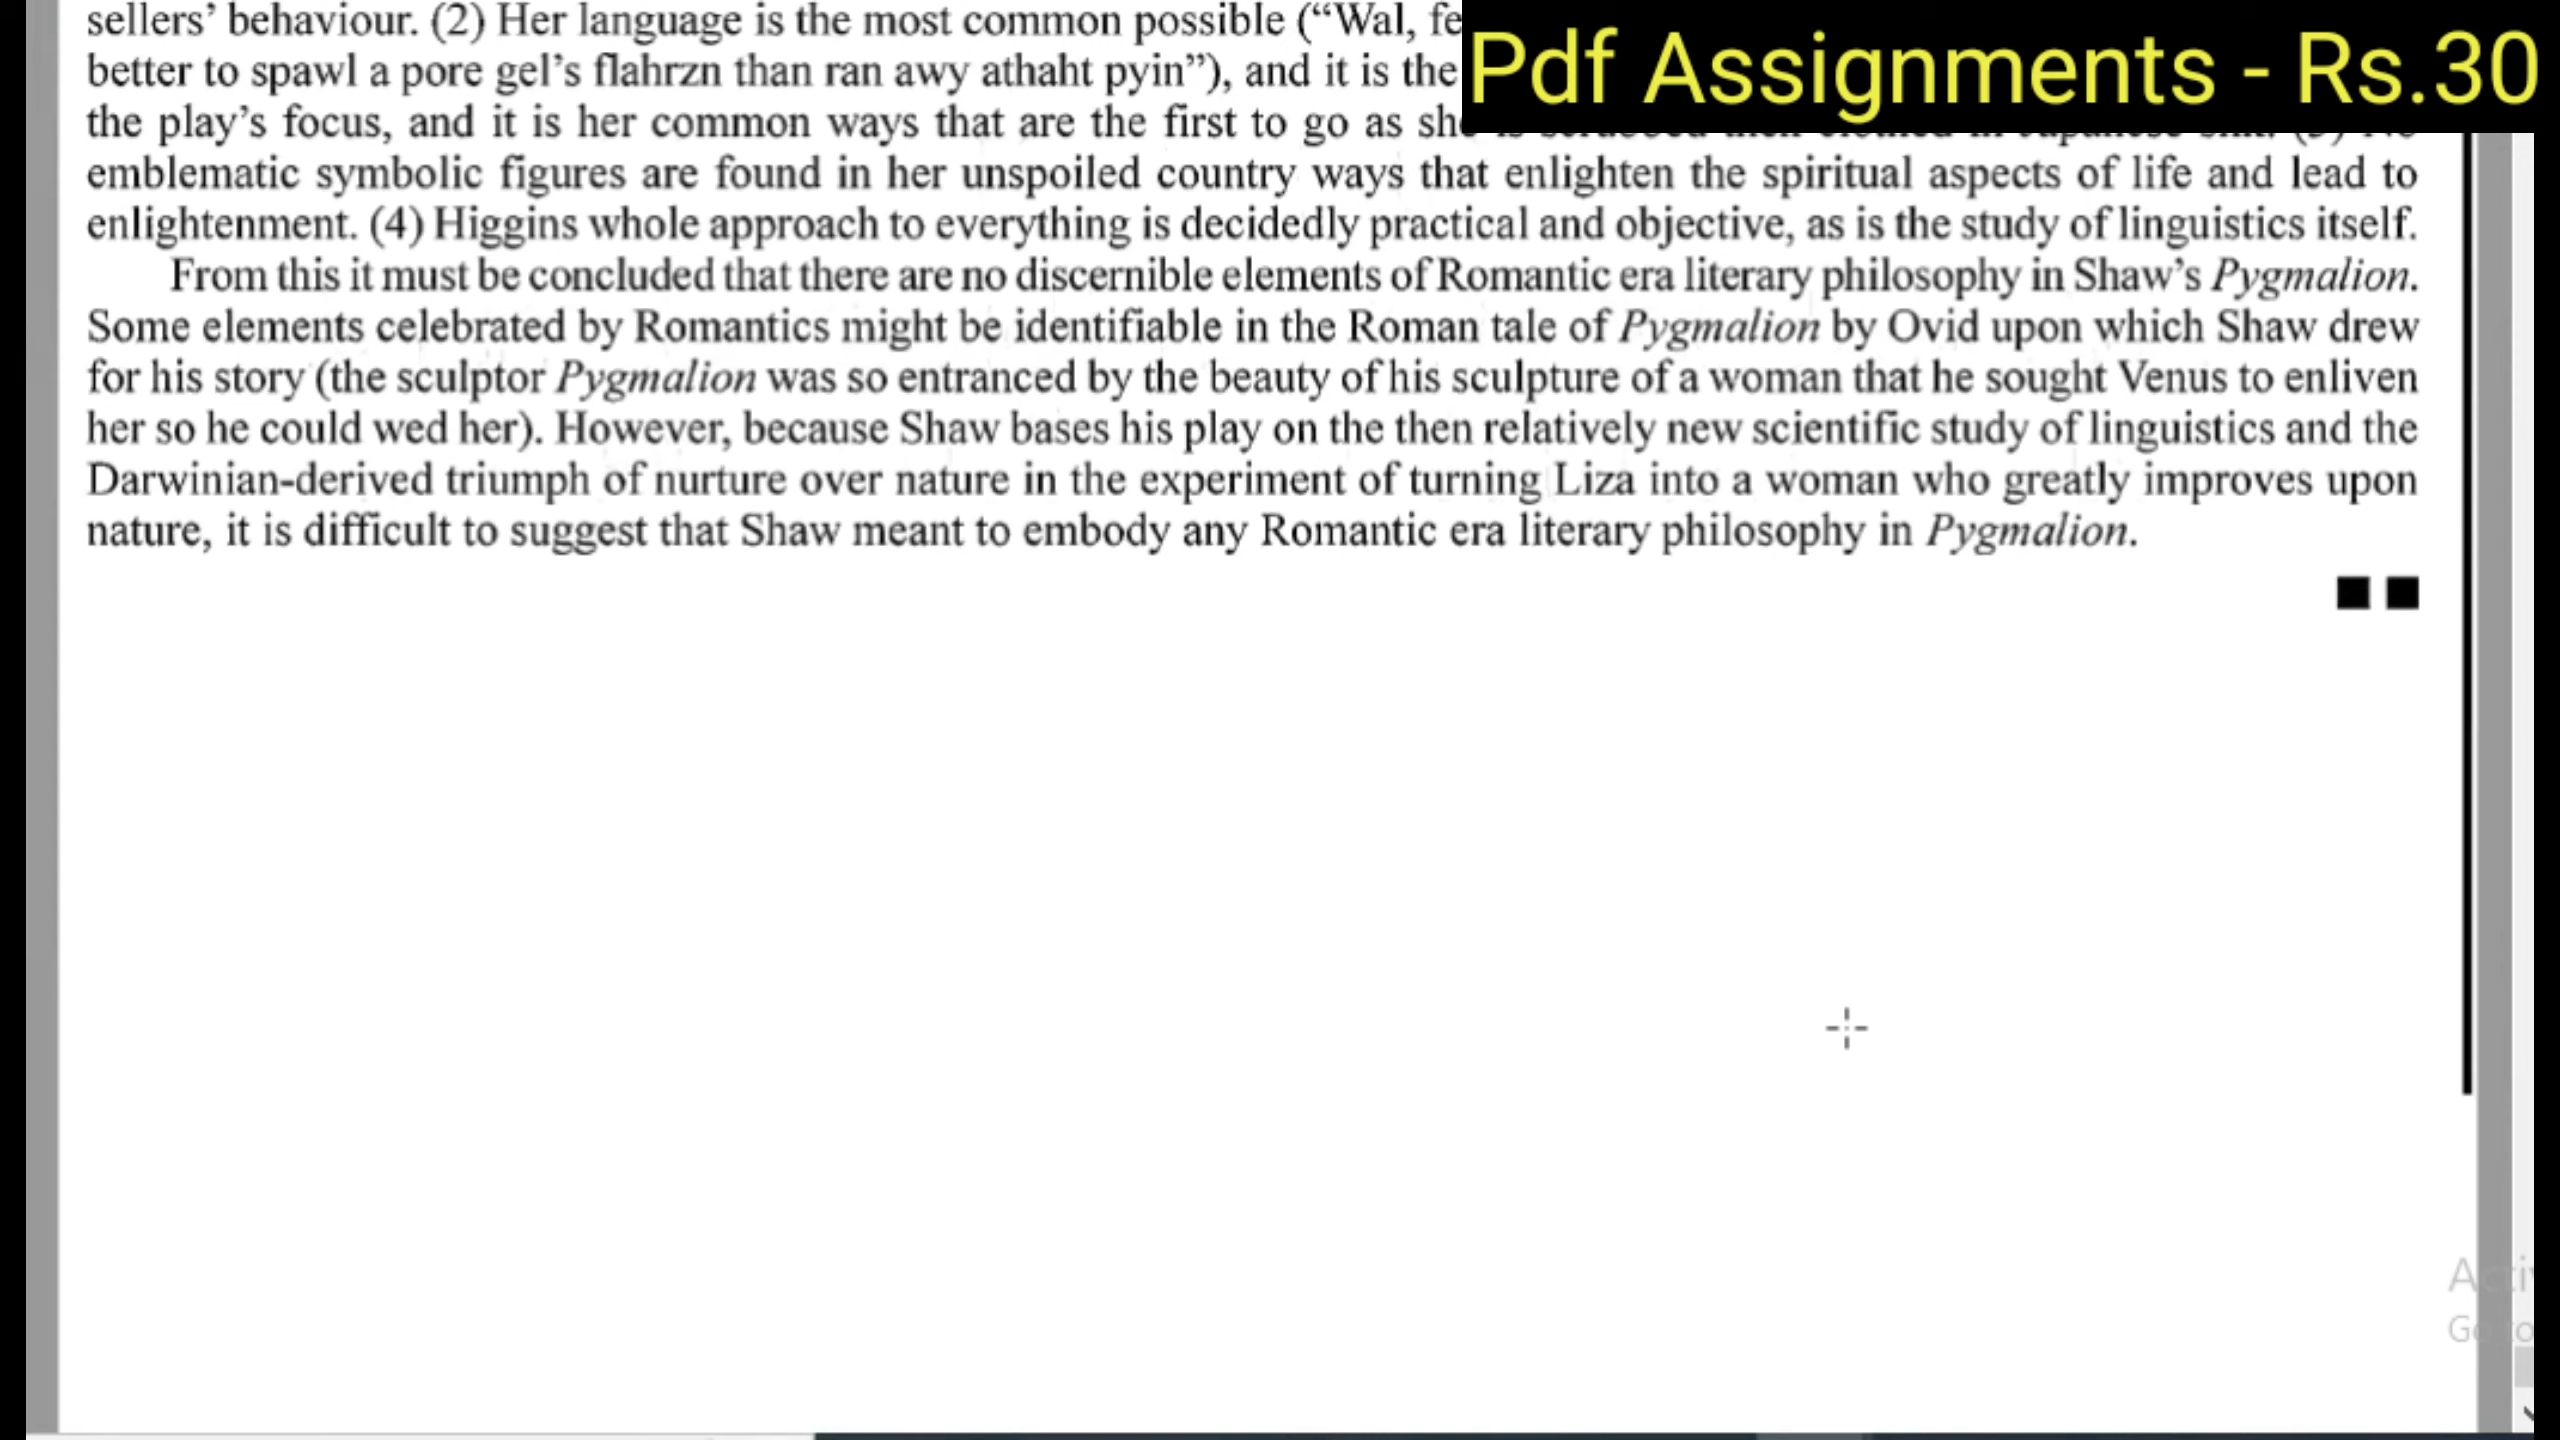 sellers’ behaviour. (2) Her language is the most common possible (“Wal, fe
Pdf Assignments - Rs.30
better to spawl a pore gel’s flahrzn than ran awy athaht pyin”), and it is the
the play’s focus, and it is her common ways that are the first to go as she
emblematic symbolic figures are found in her unspoiled country ways that enlighten the spiritual aspects of life and lead to
enlightenment. (4) Higgins whole approach to everything is decidedly practical and objective, as is the study of linguistics itself.
From this it must be concluded that there are no discernible elements of Romantic era literary philosophy in Shaw’s Pygmalion.
Some elements celebrated by Romantics might be identifiable in the Roman tale of Pygmalion by Ovid upon which Shaw drew
for his story (the sculptor Pygmalion was so entranced by the beauty of his sculpture of a woman that he sought Venus to enliven
her so he could wed her). However, because Shaw bases his play on the then relatively new scientific study of linguistics and the
Darwinian-derived triumph of nurture over nature in the experiment of turning Liza into a woman who greatly improves upon
nature, it is difficult to suggest that Shaw meant to embody any Romantic era literary philosophy in Pygmalion.
Activ
Go to